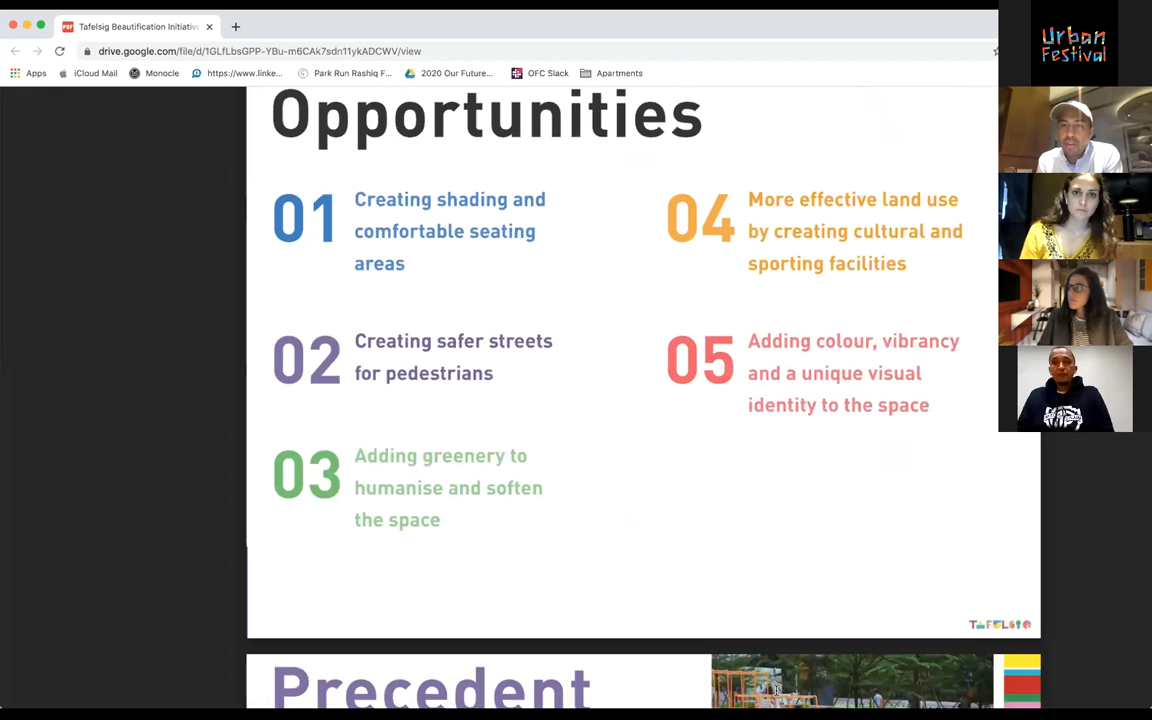 Tafelsig Beautification Initiativ
drive.google.com/file/d/1GLfLbsGPP-YBu-m6CAk7sdn11ykADCWV/view
Apps
iCloud Mail
Monocle
https://www.linke...
Park Run Rashiq F...
2020 Our Future...
OFC Slack
Apartments
Urban
Festival
Opportunities
01
Creating shading and
comfortable seating
areas
02
Creating safer streets
for pedestrians
03
Adding greenery to
humanise and soften
the space
04
More effective land use
by creating cultural and
sporting facilities
05
Adding colour, vibrancy
and a unique visual
identity to the space
TAFELSIG
Precedent